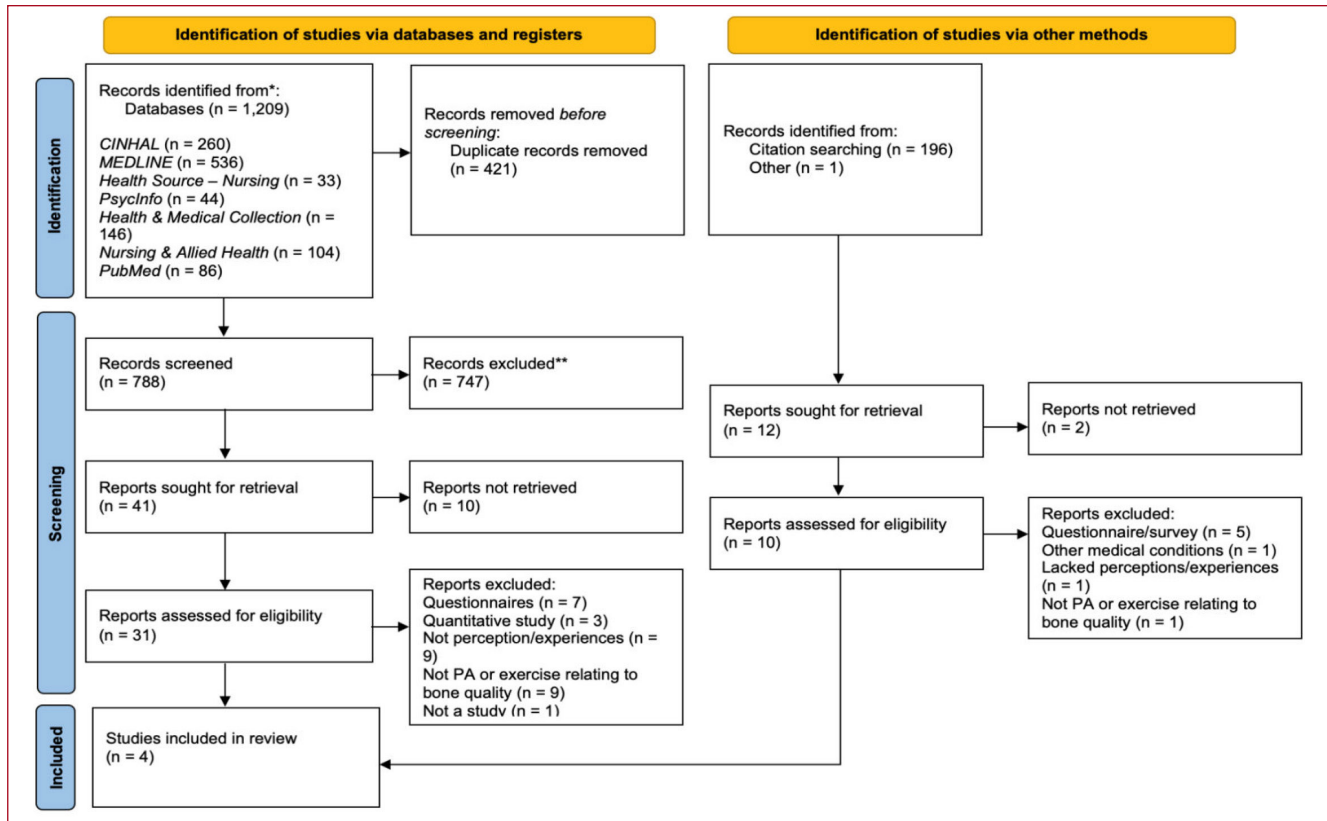 Identification of studies via databases and registers
Identification of studies via other methods
Identification
Records identified from*:
Databases (n = 1,209)
CINHAL (n = 260)
MEDLINE (n = 536)
Health Source – Nursing (n = 33)
PsycInfo (n = 44)
Health & Medical Collection (n =
146)
Nursing & Allied Health (n = 104)
PubMed (n = 86)
Records removed before
screening:
Duplicate records removed
(n = 421)
Records identified from:
Citation searching (n = 196)
Other (n = 1)
Screening
Records screened
(n = 788)
Records excluded**
(n = 747)
Reports sought for retrieval
(n = 41)
Reports not retrieved
(n = 10)
Reports assessed for eligibility
(n = 31)
Reports excluded:
Questionnaires (n = 7)
Quantitative study (n = 3)
Not perception/experiences (n =
9)
Not PA or exercise relating to
bone quality (n = 9)
Not a study (n = 1)
Reports sought for retrieval
(n = 12)
Reports not retrieved
(n = 2)
Reports assessed for eligibility
(n = 10)
Reports excluded:
Questionnaire/survey (n = 5)
Other medical conditions (n = 1)
Lacked perceptions/experiences
(n = 1)
Not PA or exercise relating to
bone quality (n = 1)
Included
Studies included in review
(n = 4)